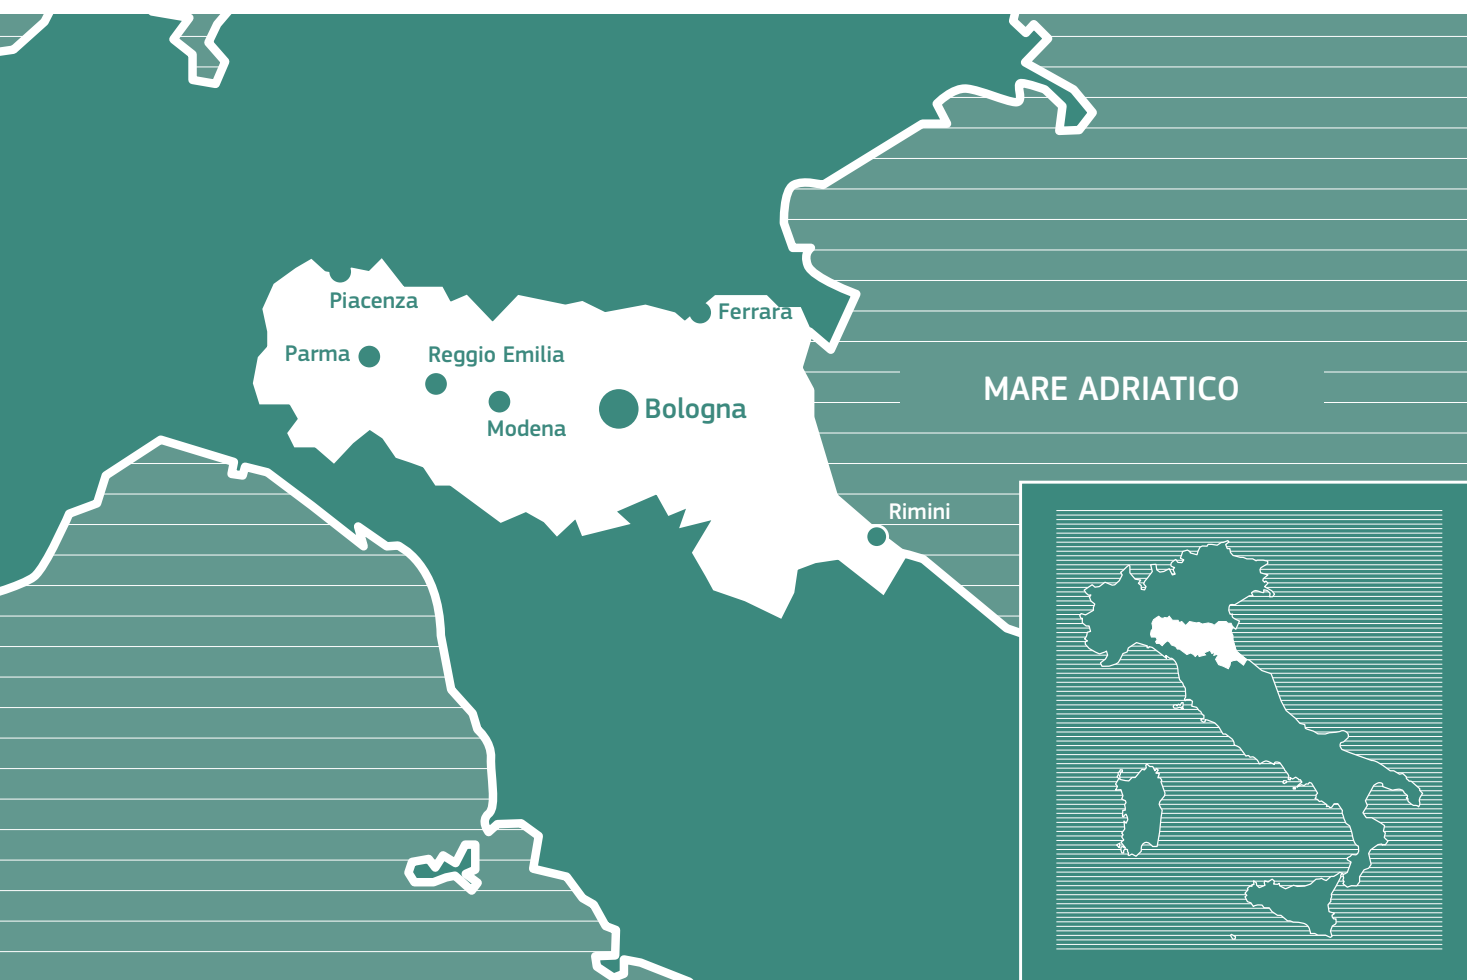 Piacenza
Ferrara
Parma
Reggio Emilia
MARE ADRIATICO
Bologna
Modena
Rimini